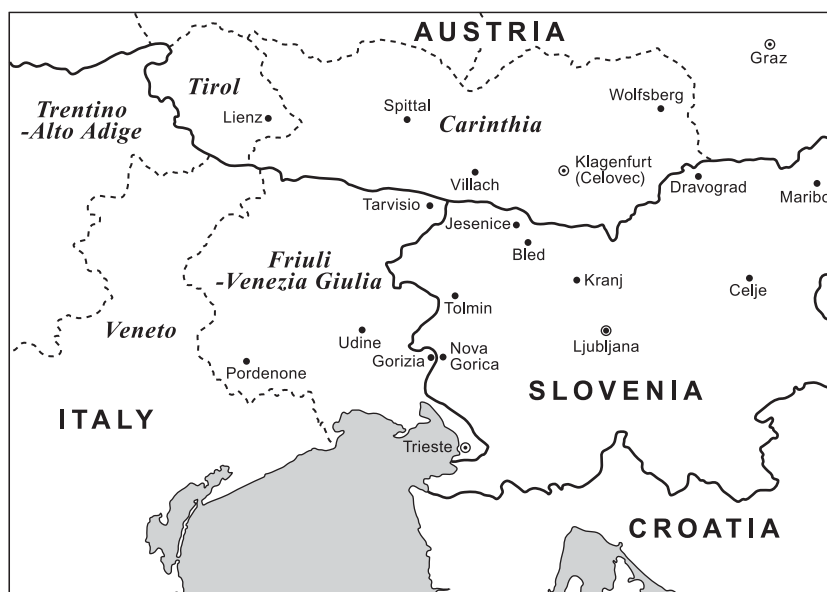 AUSTRIA
Graz
Tirol
Trentino
-Alto Adige
Lienz
Spittal
Carinthia
Wolfsberg
Klagenfurt
(Celovec)
Villach
Dravograd
Maribo
Tarvisio
Jesenice
Bled
Friuli
-Venezia Giulia
Kranj
Celje
Tolmin
Veneto
Udine
Ljubljana
Gorizia
Nova
Gorica
Pordenone
SLOVENIA
ITALY
Trieste
CROATIA